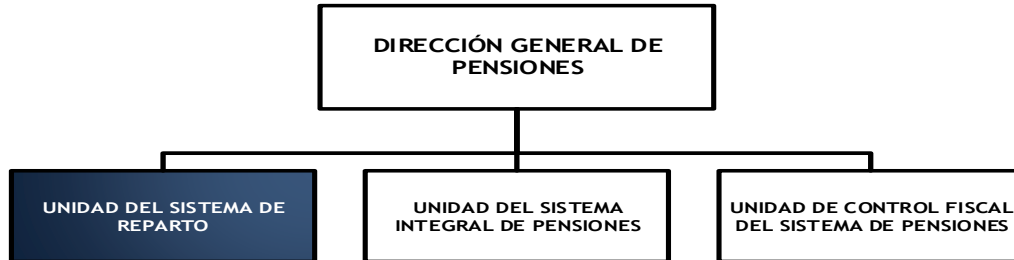 DIRECCIÓN GENERAL DE
PENSIONES
UNIDAD DEL SISTEMA DE
REPARTO
UNIDAD DEL SISTEMA
INTEGRAL DE PENSIONES
UNIDAD DE CONTROL FISCAL
DEL SISTEMA DE PENSIONES